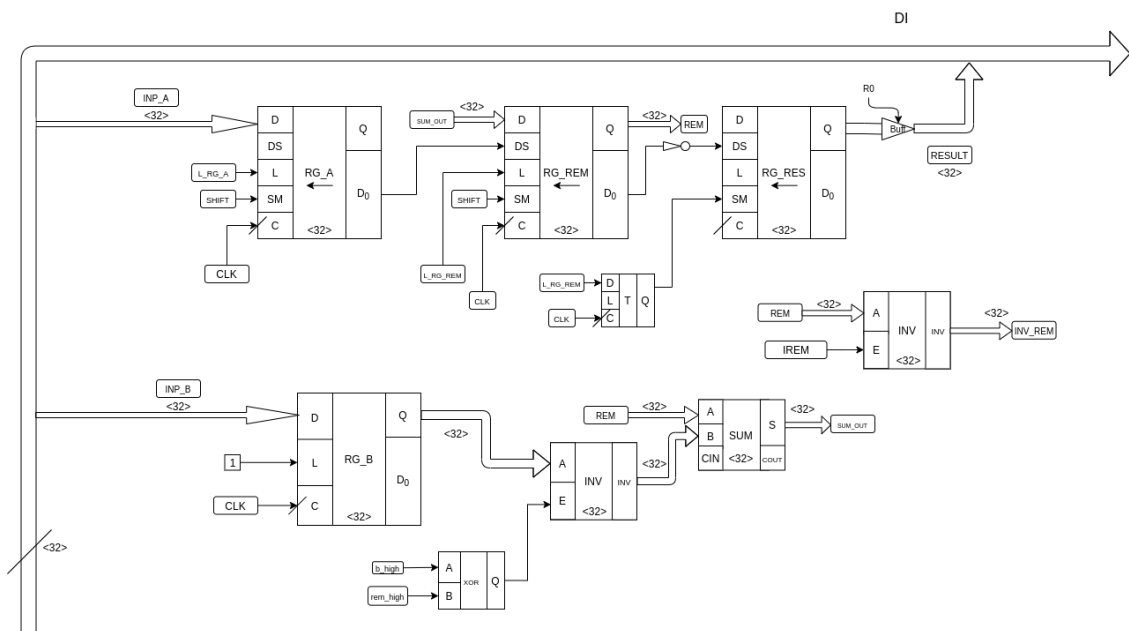 DI
INP_A
<32>
D
DS
L
SM
C
RG_A
<32>
Q
D0
L_RG_A
SHIFT
CLK
SUM_OUT
<32>
D
DS
L
SM
C
RG_REM
<32>
Q
D0
SHIFT
L_RG_REM
CLK
<32>
REM
D
DS
L
SM
C
RG_RES
<32>
Q
D0
R0
Buff
RESULT
<32>
L_RG_REM
CLK
D
L
C
T
Q
REM
<32>
IREM
A
E
INV
<32>
INV
<32>
INV_REM
INP_B
<32>
1
CLK
D
L
C
RG_B
<32>
Q
D0
<32>
A
E
INV
<32>
INV
<32>
REM
<32>
A
B
CIN
SUM
<32>
S
COUT
<32>
SUM_OUT
<32>
b_high
rem_high
A
B
XOR
Q